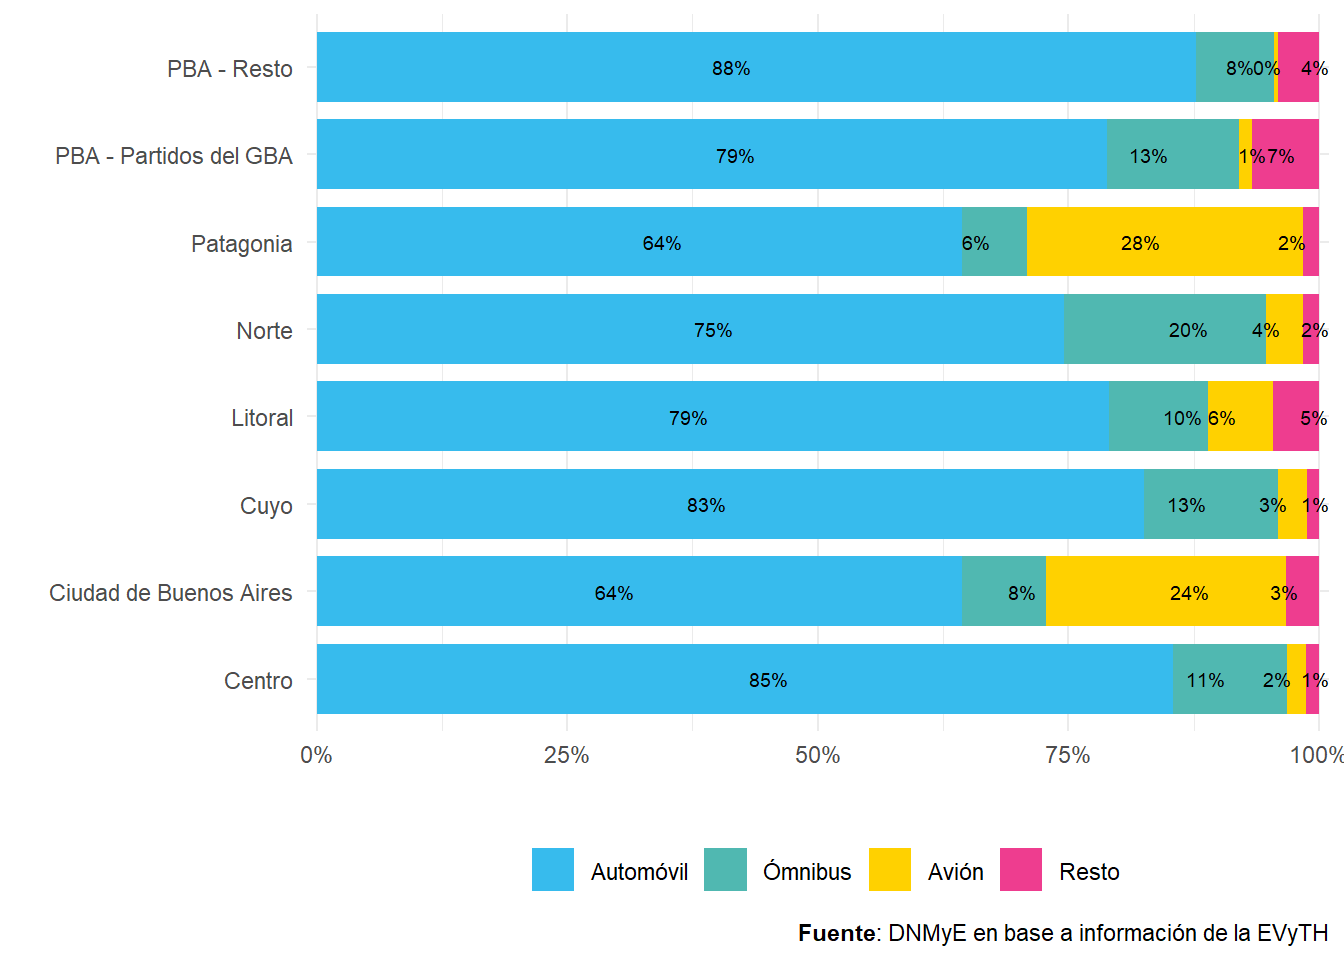 PBA - Resto 88% 8% 0% 4%
PBA - Partidos del GBA 79% 13% 1% 7%
Patagonia 64% 6% 28% 2%
Norte 75% 20% 4% 2%
Litoral 79% 10% 6% 5%
Cuyo 83% 13% 3% 1%
Ciudad de Buenos Aires 64% 8% 24% 3%
Centro 85% 11% 2% 1%
0% 25% 50% 75% 100%
Automóvil Ómnibus Avión Resto
Fuente: DNMyE en base a información de la EVyTH